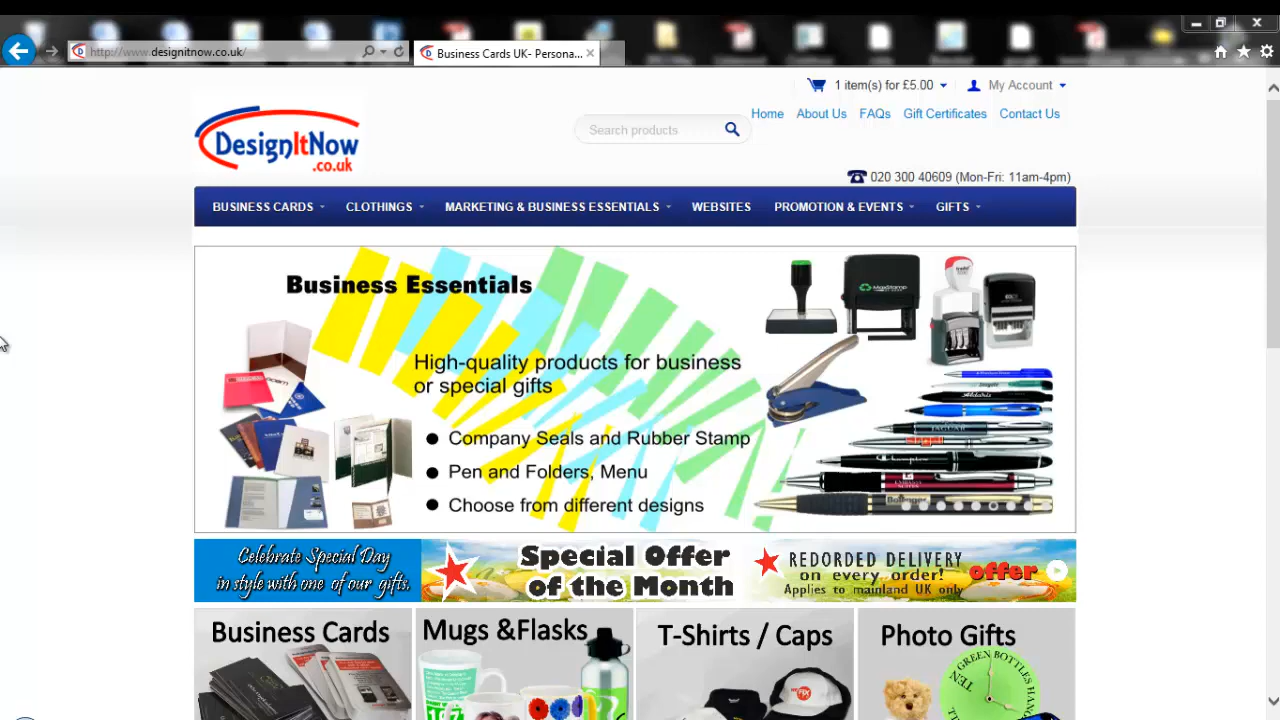 http://www.designitnow.co.uk/
Business Cards UK- Persona...
1 item(s) for £5.00
My Account
DesignItNow
.co.uk
Search products
Home
About Us
FAQs
Gift Certificates
Contact Us
020 300 40609 (Mon-Fri: 11am-4pm)
BUSINESS CARDS
CLOTHINGS
MARKETING & BUSINESS ESSENTIALS
WEBSITES
PROMOTION & EVENTS
GIFTS
Business Essentials
High-quality products for business
or special gifts
Company Seals and Rubber Stamp
Pen and Folders, Menu
Choose from different designs
Celebrate Special Day
in style with one of our gifts.
Special Offer
of the Month
REDORDED DELIVERY
on every order!
offer
Applies to mainland UK only
Business Cards
Mugs &Flasks
T-Shirts / Caps
Photo Gifts
TEN GREEN BOTTLES HAN